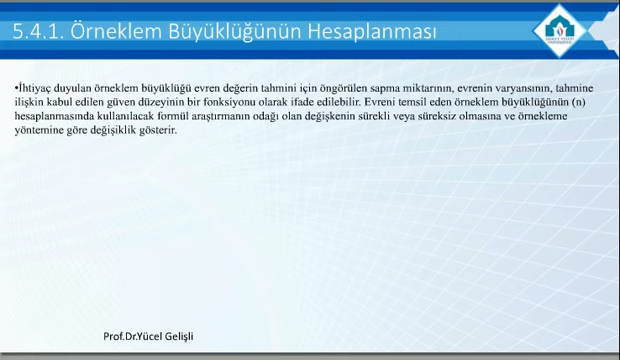 5.4.1. Örneklem Büyüklüğünün Hesaplanması
•İhtiyaç duyulan örneklem büyüklüğü evren değerin tahmini için öngörülen sapma miktarının, evrenin varyansının, tahmine
ilişkin kabul edilen güven düzeyinin bir fonksiyonu olarak ifade edilebilir. Evreni temsil eden örneklem büyüklüğünün (n)
hesaplanmasında kullanılacak formül araştırmanın odağı olan değişkenin sürekli veya süreksiz olmasına ve örnekleme
yöntemine göre değişiklik gösterir.
Prof.Dr.Yücel Gelişli